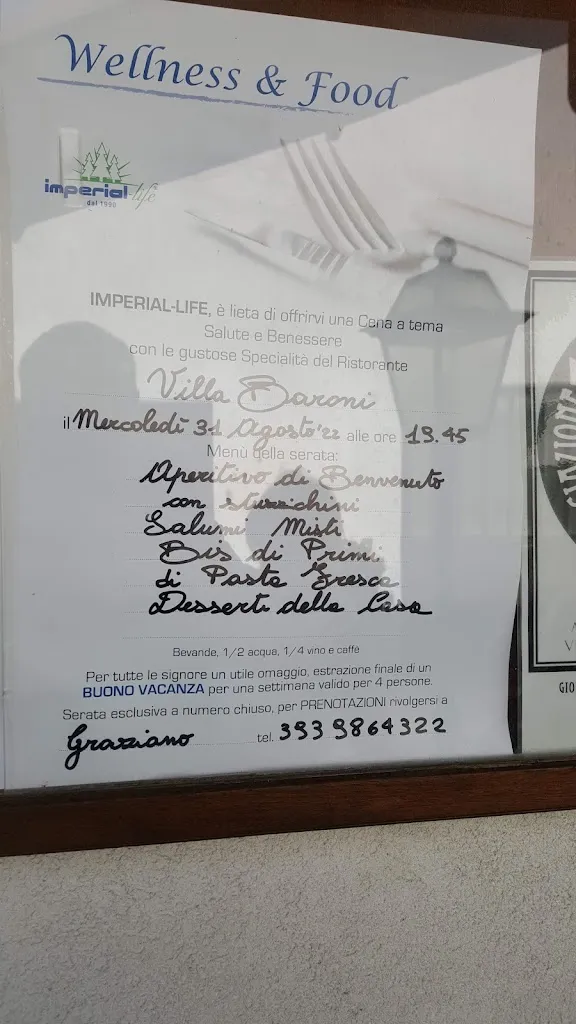 Wellness & Food
imperial-life
dal 1990
IMPERIAL-LIFE, è lieta di offrirvi una Cena a tema
Salute e Benessere
con le gustose Specialità del Ristorante
Villa Baroni
il Mercoledì 31 Agosto '22 alle ore 19.45
Menù della serata:
Aperitivo di Benvenuto
con stuzzichini
Salumi Misti
Bis di Primi
di Pasta Fresca
Desserti della Casa
Bevande, 1/2 acqua, 1/4 vino e caffè
Per tutte le signore un utile omaggio, estrazione finale di un
BUONO VACANZA per una settimana valido per 4 persone.
Serata esclusiva a numero chiuso, per PRENOTAZIONI rivolgersi a
Graziano tel. 393 9864322